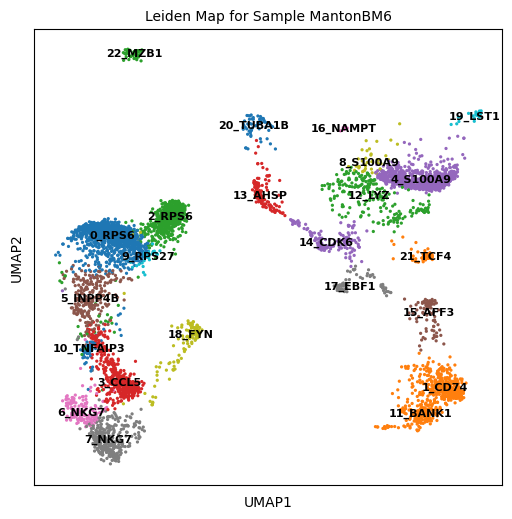 Leiden Map for Sample MantonBM6
22_MZB1
19_LST1
20_TUBA1B
16_NAMPT
8_S100A9
4_S100A9
13_AHSP
12_LYZ
2_RPS6
0_RPS6
14_CDK6
9_RPS27
21_TCF4
17_EBF1
5_INPP4B
15_AFF3
18_FYN
10_TNFAIP3
3_CCL5
1_CD74
6_NKG7
11_BANK1
7_NKG7
UMAP2
UMAP1